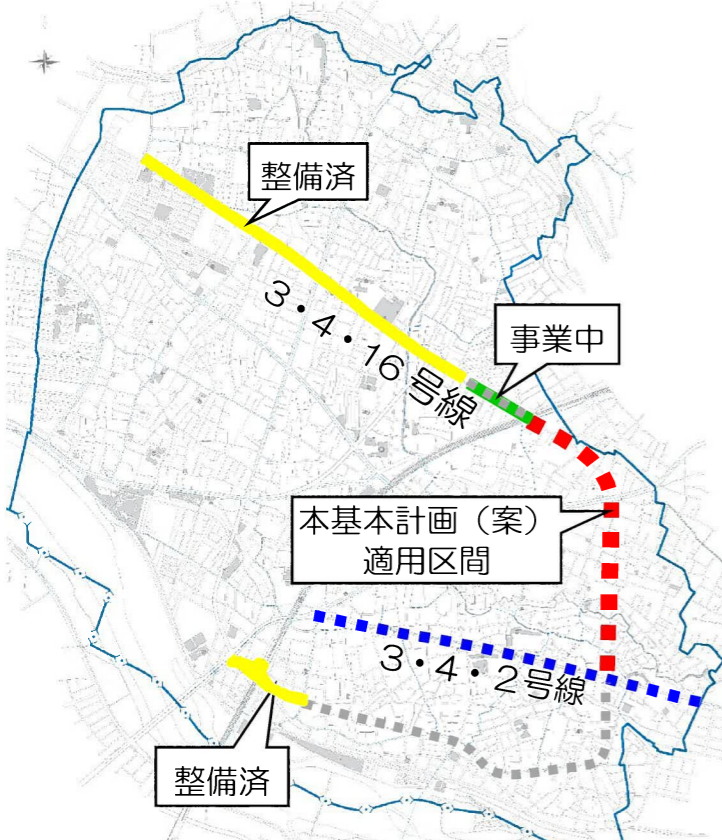 整備済
3・4・16号線
事業中
本基本計画（案）
適用区間
3・4・2号線
整備済